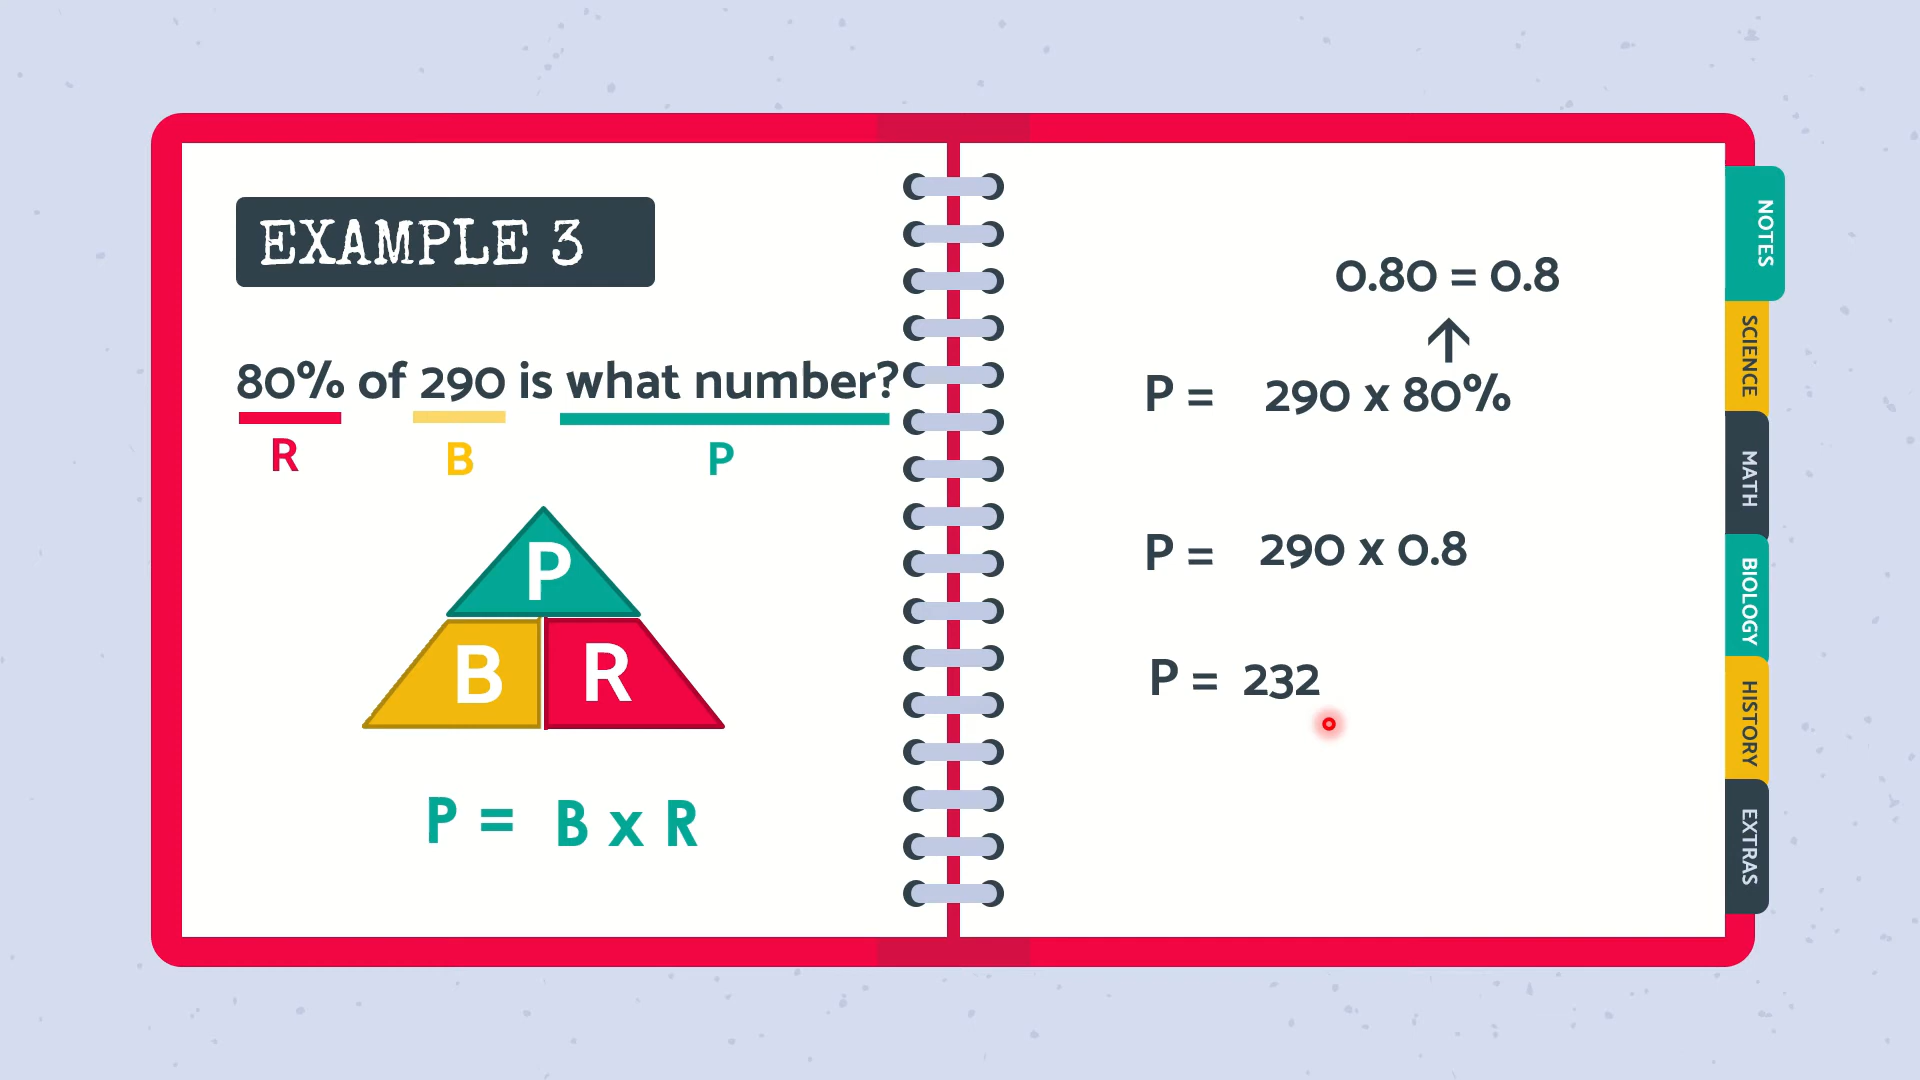 EXAMPLE 3
80% of 290 is what number?
R B P
P
B R
P = B x R
0.80 = 0.8
P = 290 x 80%
P = 290 x 0.8
P = 232
NOTES
SCIENCE
MATH
BIOLOGY
HISTORY
EXTRAS